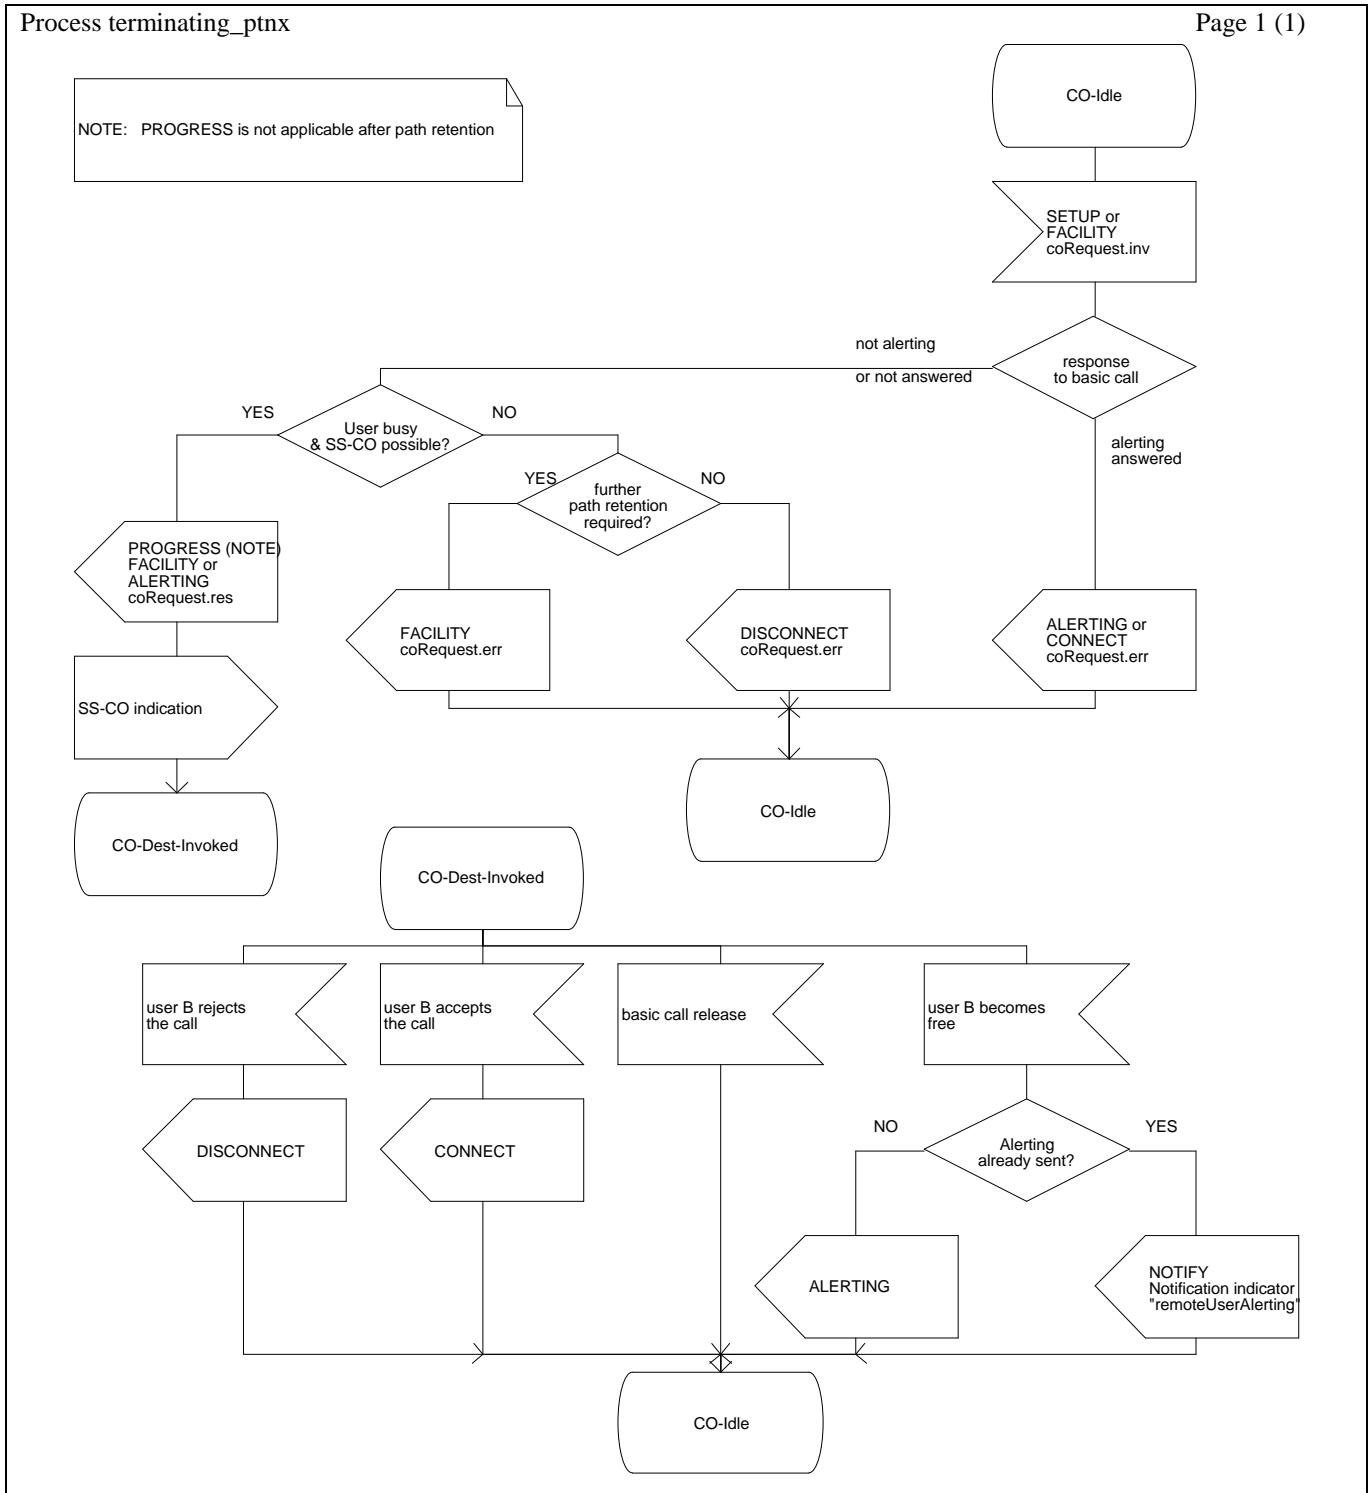 Process terminating_ptnx
Page 1 (1)
CO-Idle
NOTE: PROGRESS is not applicable after path retention
SETUP or
FACILITY
coRequest.inv
not alerting
or not answered
response
to basic call
YES
NO
User busy
& SS-CO possible?
alerting
answered
YES
NO
further
path retention
required?
PROGRESS (NOTE)
FACILITY or
ALERTING
coRequest.res
FACILITY
coRequest.err
DISCONNECT
coRequest.err
ALERTING or
CONNECT
coRequest.err
SS-CO indication
CO-Idle
CO-Dest-Invoked
CO-Dest-Invoked
user B rejects
the call
user B accepts
the call
basic call release
user B becomes
free
NO
YES
Alerting
already sent?
DISCONNECT
CONNECT
ALERTING
NOTIFY
Notification indicator
"remoteUserAlerting"
CO-Idle